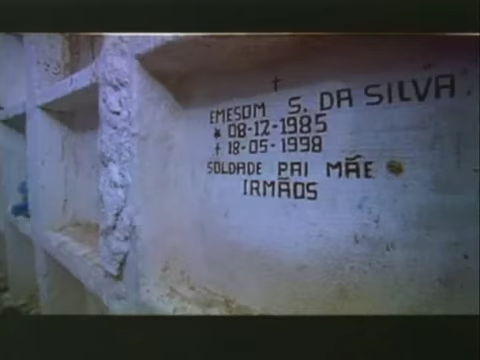 EMESOM S. DA SILVA.
* 08-12-1985
✝ 18-05-1998
SOLDADE PAI MÃE
IRMÃOS